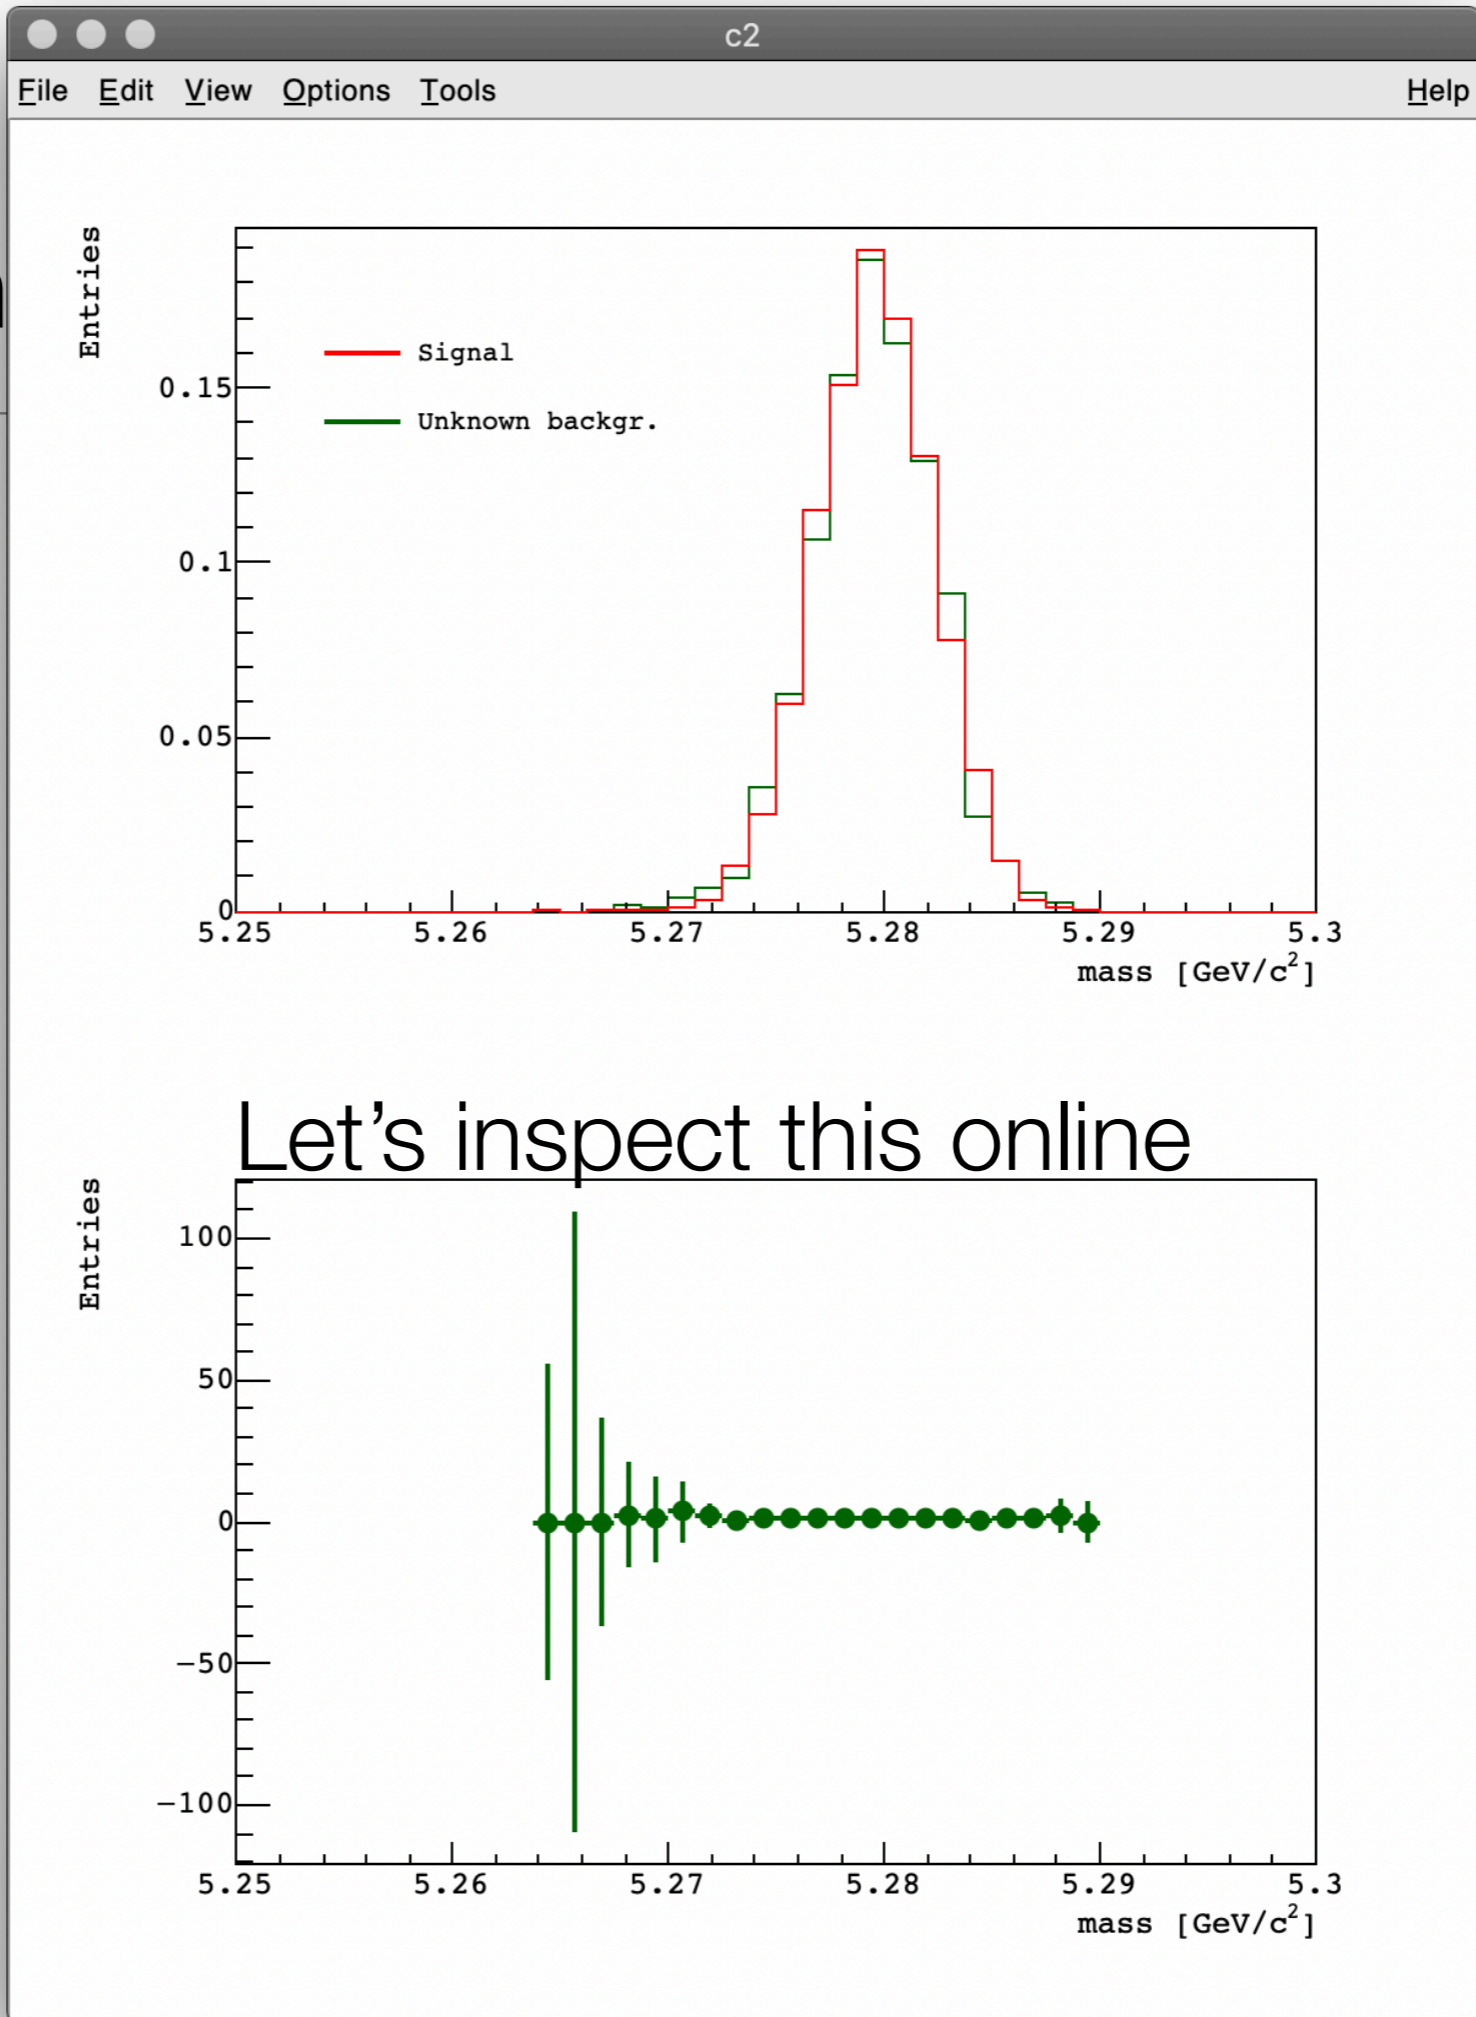 c2
File Edit View Options Tools Help
Entries
Signal
Unknown backgr.
0.15
0.1
0.05
0
5.25 5.26 5.27 5.28 5.29 5.3
mass [GeV/c²]
Let’s inspect this online
Entries
100
50
0
−50
−100
5.25 5.26 5.27 5.28 5.29 5.3
mass [GeV/c²]